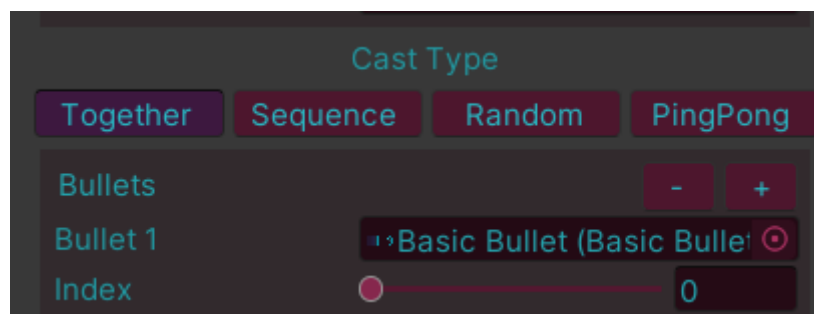 Cast Type
Together Sequence Random PingPong
Bullets - +
Bullet 1 Basic Bullet (Basic Bullet
Index 0